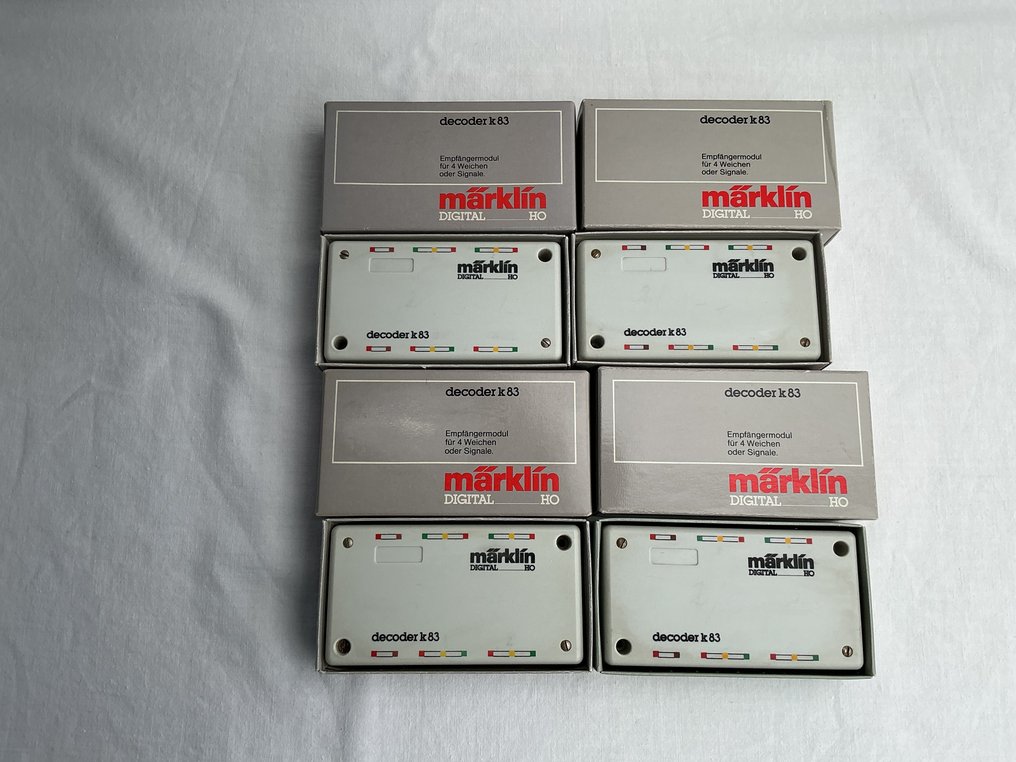 decoder k 83
Empfängermodul
für 4 Weichen
oder Signale.
märklin
DIGITAL HO
decoder k 83
Empfängermodul
für 4 Weichen
oder Signale.
märklin
DIGITAL HO
märklin
DIGITAL HO
decoder k 83
märklin
DIGITAL HO
decoder k 83
decoder k 83
Empfängermodul
für 4 Weichen
oder Signale.
märklin
DIGITAL HO
decoder k 83
Empfängermodul
für 4 Weichen
oder Signale.
märklin
DIGITAL HO
märklin
DIGITAL HO
decoder k 83
märklin
DIGITAL HO
decoder k 83